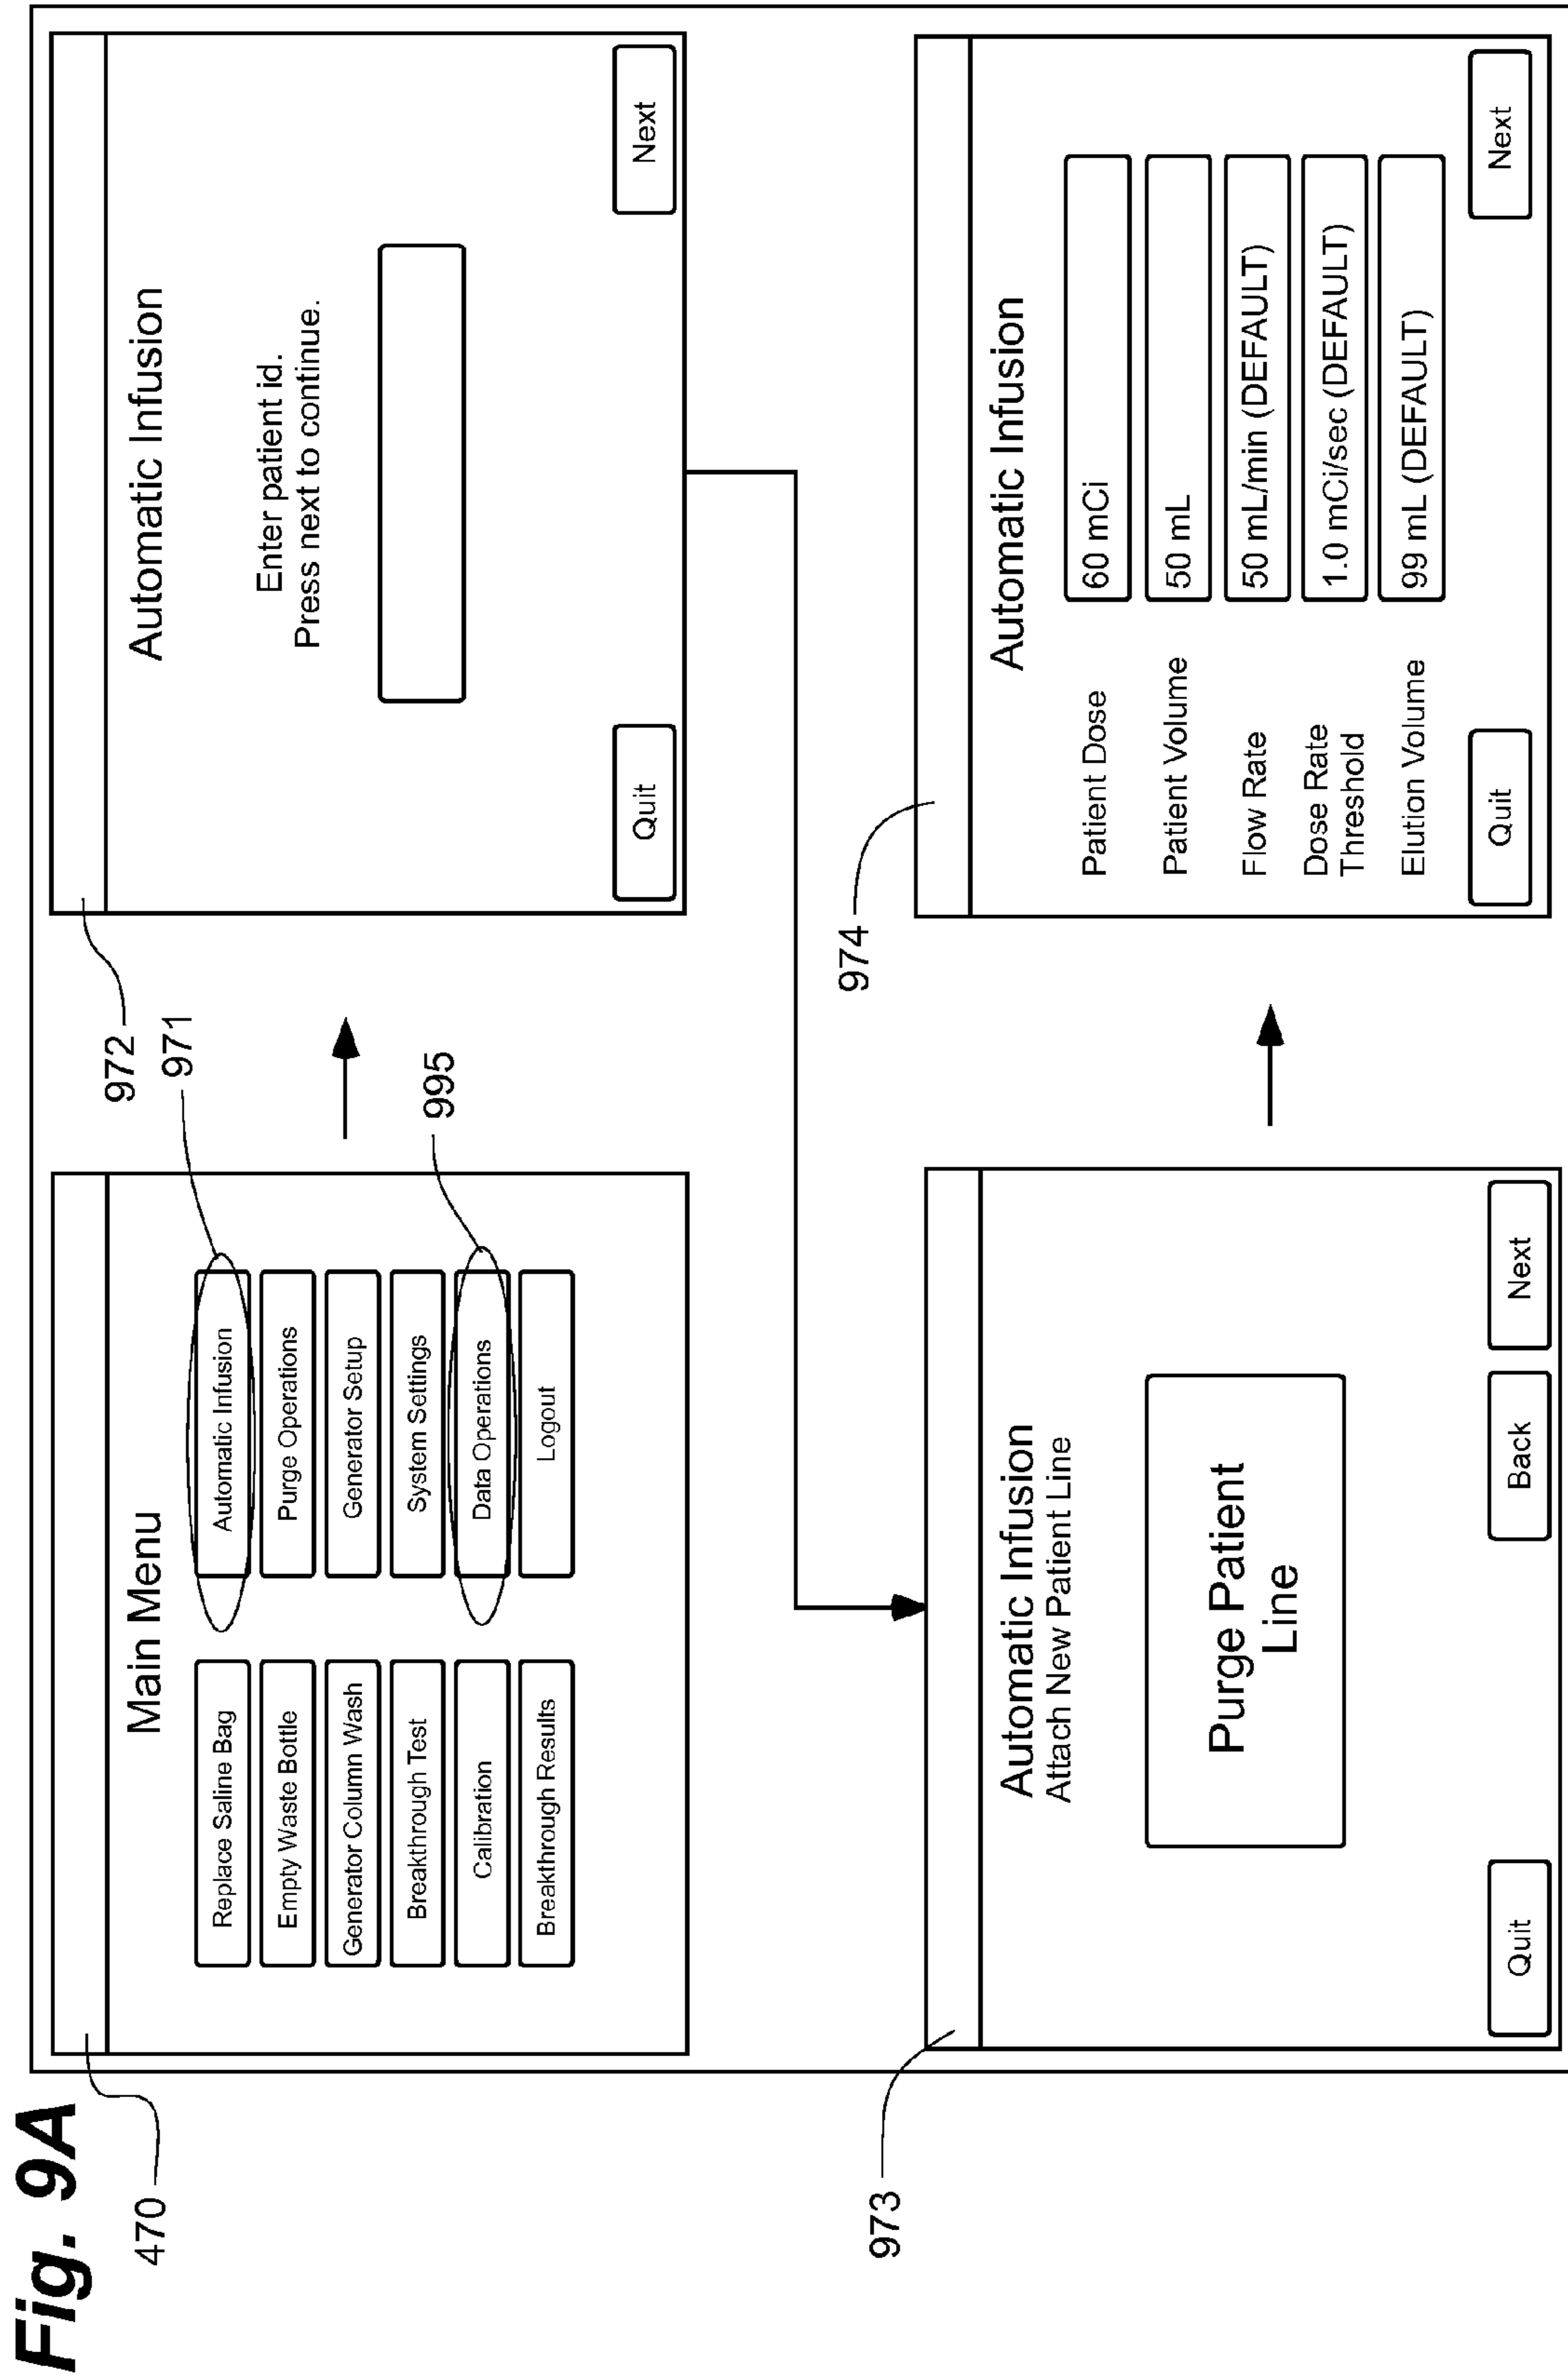 Fig. 9A
470
Main Menu
Replace Saline Bag
Automatic Infusion
Empty Waste Bottle
Purge Operations
Generator Column Wash
Generator Setup
Breakthrough Test
System Settings
Calibration
Data Operations
Breakthrough Results
Logout
971
995
972
Automatic Infusion
Enter patient id.
Press next to continue.
Quit
Next
973
Automatic Infusion
Attach New Patient Line
Purge Patient
Line
Quit
Back
Next
974
Automatic Infusion
Patient Dose
60 mCi
Patient Volume
50 mL
Flow Rate
50 mL/min (DEFAULT)
Dose Rate
Threshold
1.0 mCi/sec (DEFAULT)
Elution Volume
99 mL (DEFAULT)
Quit
Next